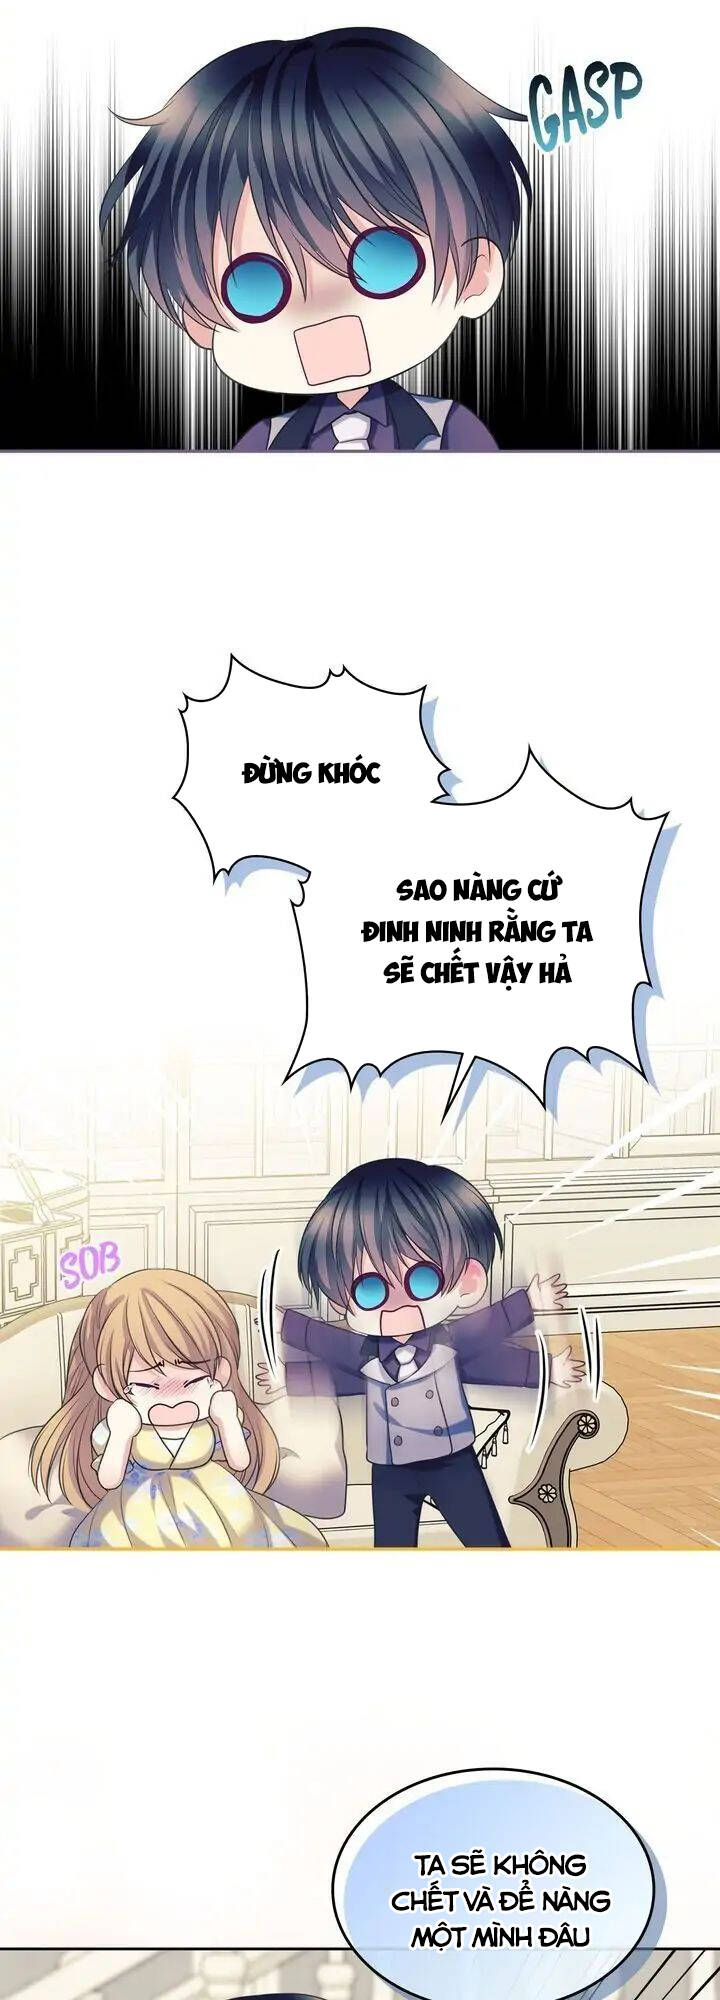 GASP
ĐỪNG KHÓC
SAO NÀNG CỨ
ĐINH NINH RẰNG TA
SẼ CHẾT VẬY HẢ
SOB
TA SẼ KHÔNG
CHẾT VÀ ĐỂ NÀNG
MỘT MÌNH ĐÂU